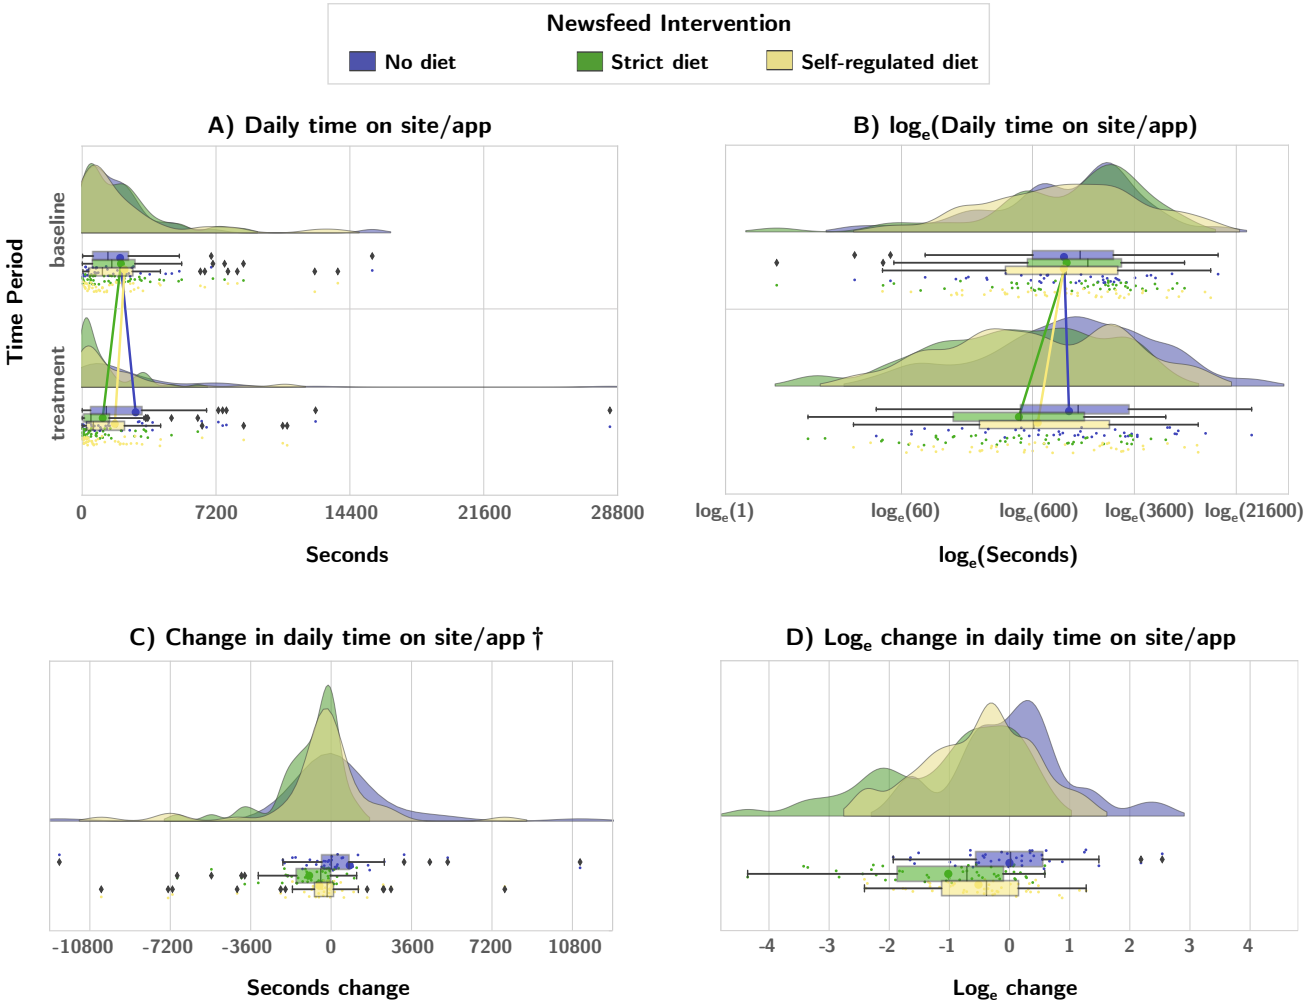 Newsfeed Intervention
No diet
Strict diet
Self-regulated diet
A) Daily time on site/app
B) logₑ(Daily time on site/app)
Time Period
baseline
treatment
0
7200
14400
21600
28800
Seconds
logₑ(1)
logₑ(60)
logₑ(600)
logₑ(3600)
logₑ(21600)
logₑ(Seconds)
C) Change in daily time on site/app †
D) Logₑ change in daily time on site/app
-10800
-7200
-3600
0
3600
7200
10800
Seconds change
-4
-3
-2
-1
0
1
2
3
4
Logₑ change